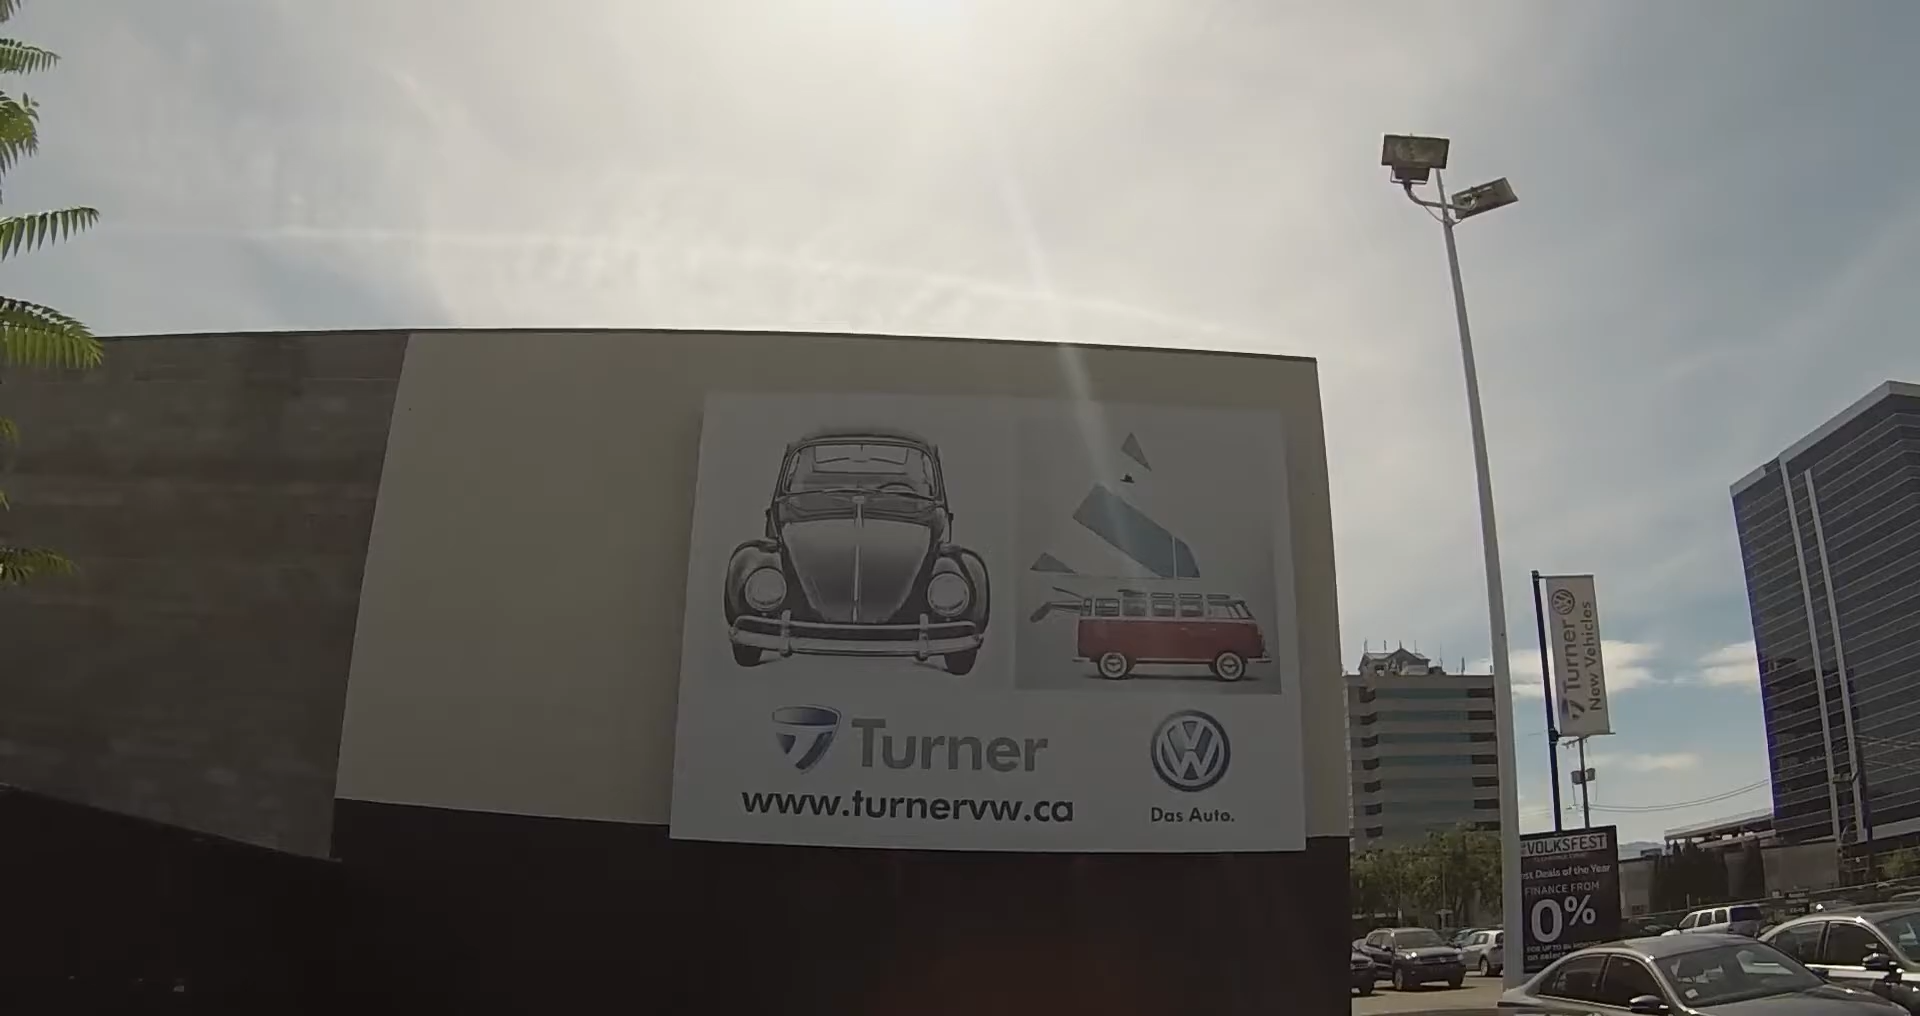 Turner
www.turnervw.ca
Das Auto.
Turner
New Vehicles
VOLKSFEST
Deals of the Year
FINANCE FROM
0%